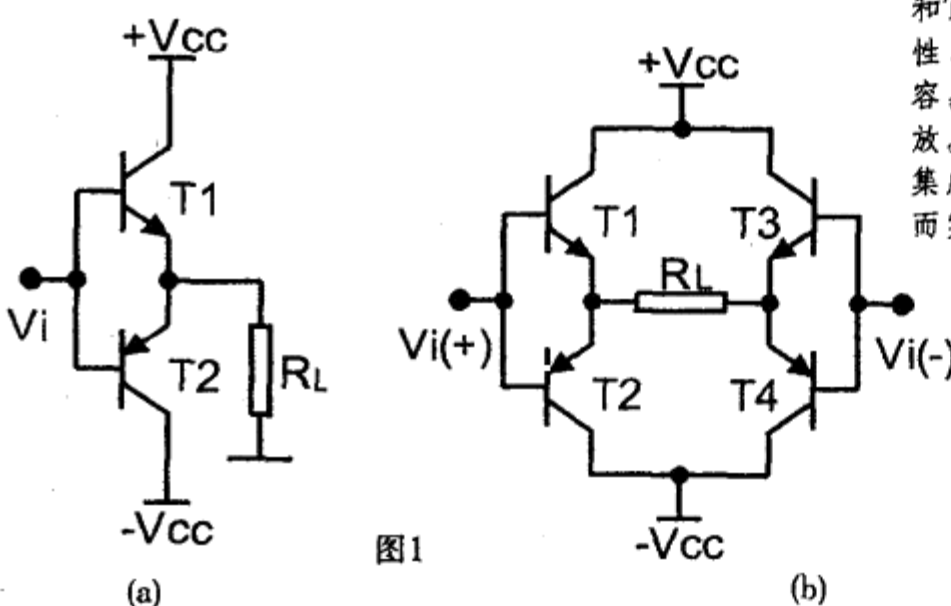 +Vcc
T1
Vi
T2
RL
-Vcc
(a)
图1
+Vcc
T1
T3
RL
Vi(+)
Vi(-)
T2
T4
-Vcc
(b)
性
容
放
集
而